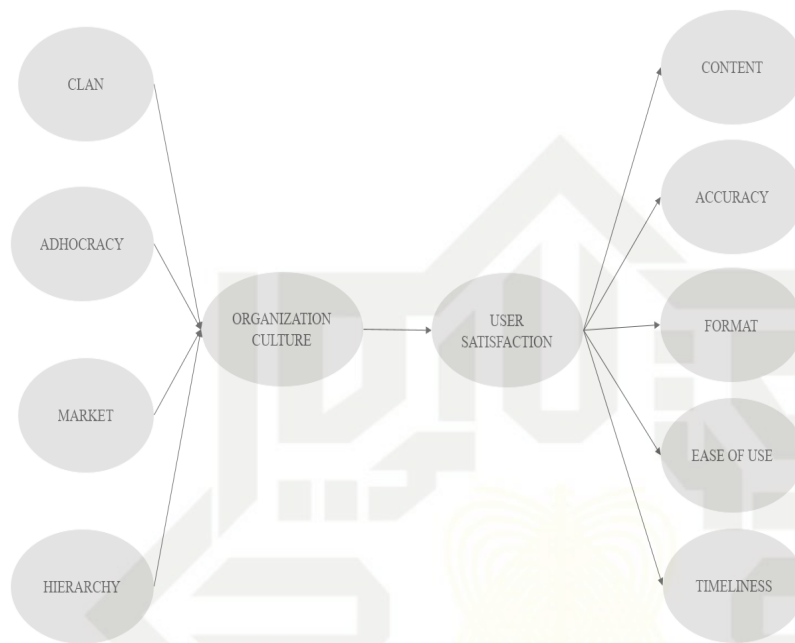 CLAN
ADHOCRACY
MARKET
HIERARCHY
ORGANIZATION
CULTURE
USER
SATISFACTION
CONTENT
ACCURACY
FORMAT
EASE OF USE
TIMELINESS